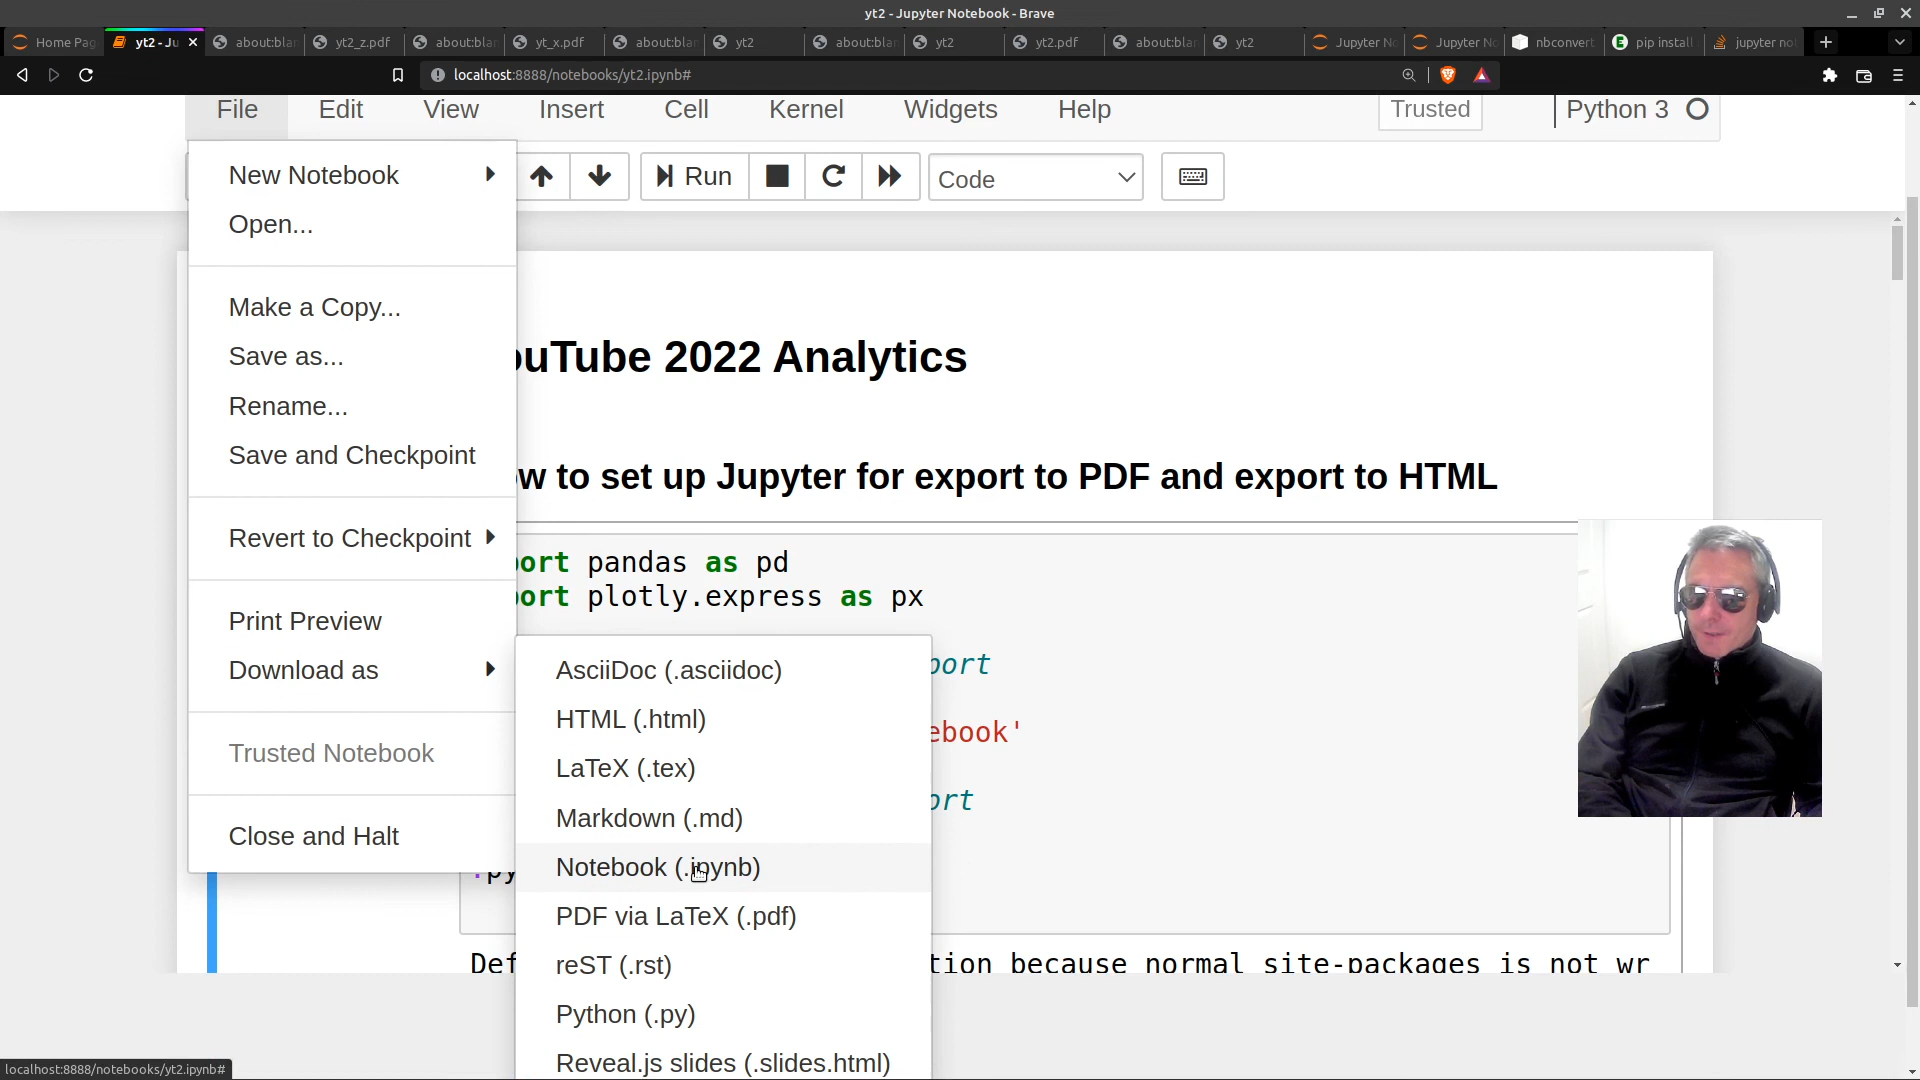 yt2 - Jupyter Notebook - Brave
Home Pag
yt2 - Ju
about:blan
yt2_z.pdf
about:blan
yt_x.pdf
about:blan
yt2
about:blan
yt2
yt2.pdf
about:blan
yt2
Jupyter No
Jupyter No
nbconvert
pip install
jupyter not
localhost:8888/notebooks/yt2.ipynb#
File Edit View Insert Cell Kernel Widgets Help Trusted Python 3
Run Code
New Notebook
Open...
Make a Copy...
Save as...
Rename...
Save and Checkpoint
Revert to Checkpoint
Print Preview
Download as
Trusted Notebook
Close and Halt
AsciiDoc (.asciidoc)
HTML (.html)
LaTeX (.tex)
Markdown (.md)
Notebook (.ipynb)
PDF via LaTeX (.pdf)
reST (.rst)
Python (.py)
Reveal.js slides (.slides.html)
ouTube 2022 Analytics
ow to set up Jupyter for export to PDF and export to HTML
port pandas as pd
port plotly.express as px
port
ebook'
ort
.py
Def
tion because normal site-packages is not wr
localhost:8888/notebooks/yt2.ipynb#